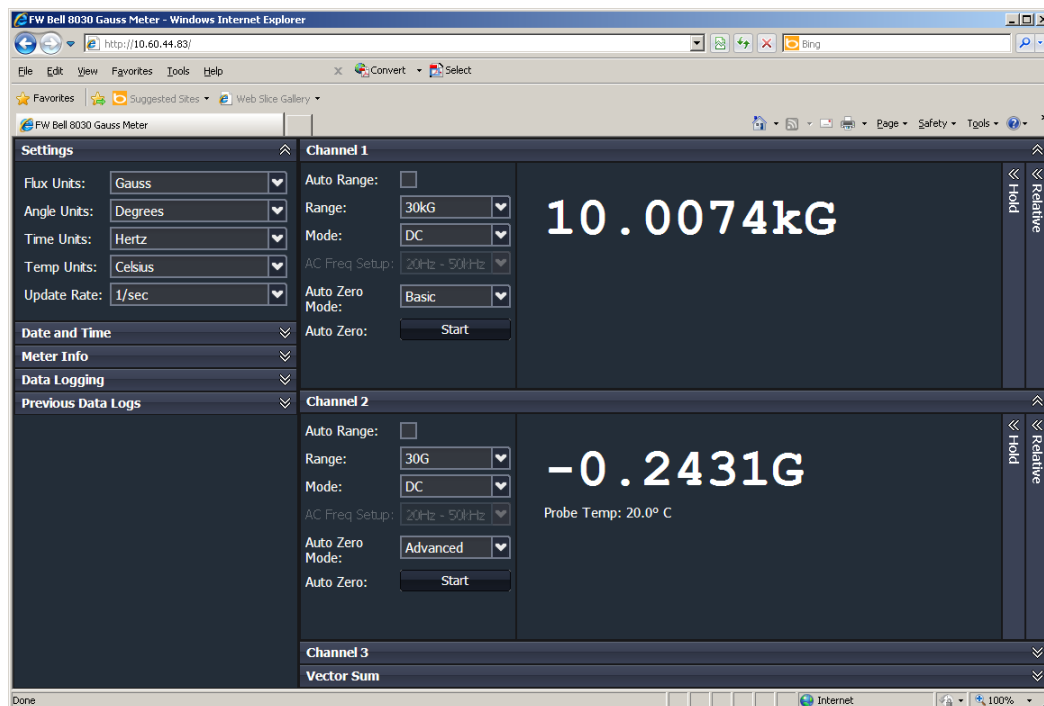 FW Bell 8030 Gauss Meter - Windows Internet Explorer
http://10.60.44.83/
Bing
File Edit View Favorites Tools Help
x Convert Select
Favorites Suggested Sites Web Slice Gallery
FW Bell 8030 Gauss Meter
Page Safety Tools
Settings
Flux Units: Gauss
Angle Units: Degrees
Time Units: Hertz
Temp Units: Celsius
Update Rate: 1/sec
Date and Time
Meter Info
Data Logging
Previous Data Logs
Channel 1
Auto Range:
Range: 30kG
Mode: DC
AC Freq Setup: 20Hz - 50kHz
Auto Zero
Mode: Basic
Auto Zero: Start
10.0074kG
Hold
Relative
Channel 2
Auto Range:
Range: 30G
Mode: DC
AC Freq Setup: 20Hz - 50kHz
Auto Zero
Mode: Advanced
Auto Zero: Start
-0.2431G
Probe Temp: 20.0º C
Hold
Relative
Channel 3
Vector Sum
Done
Internet
100%